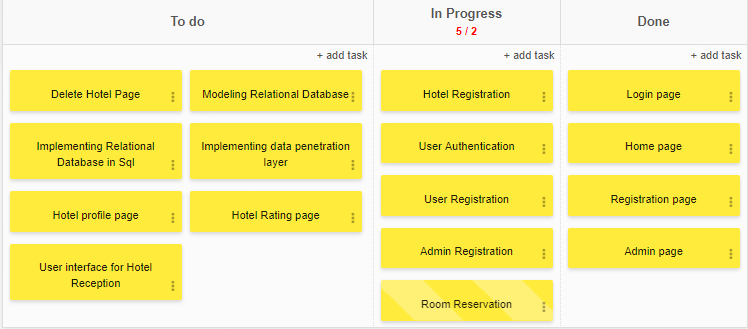 To do
In Progress
5 / 2
Done
+ add task
+ add task
+ add task
Delete Hotel Page
Modeling Relational Database
Implementing Relational
Database in Sql
Implementing data penetration
layer
Hotel profile page
Hotel Rating page
User interface for Hotel
Reception
Hotel Registration
User Authentication
User Registration
Admin Registration
Room Reservation
Login page
Home page
Registration page
Admin page